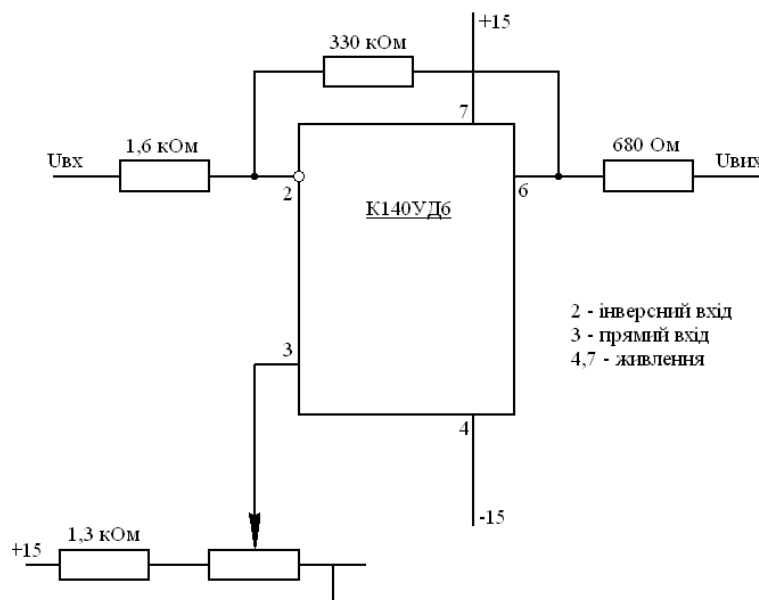 +15
330 кОм
7
1,6 кОм
680 Ом
Uвх
Uвих
2
6
К140УД6
2 - інверсний вхід
3 - прямий вхід
4,7 - живлення
3
4
-15
1,3 кОм
+15